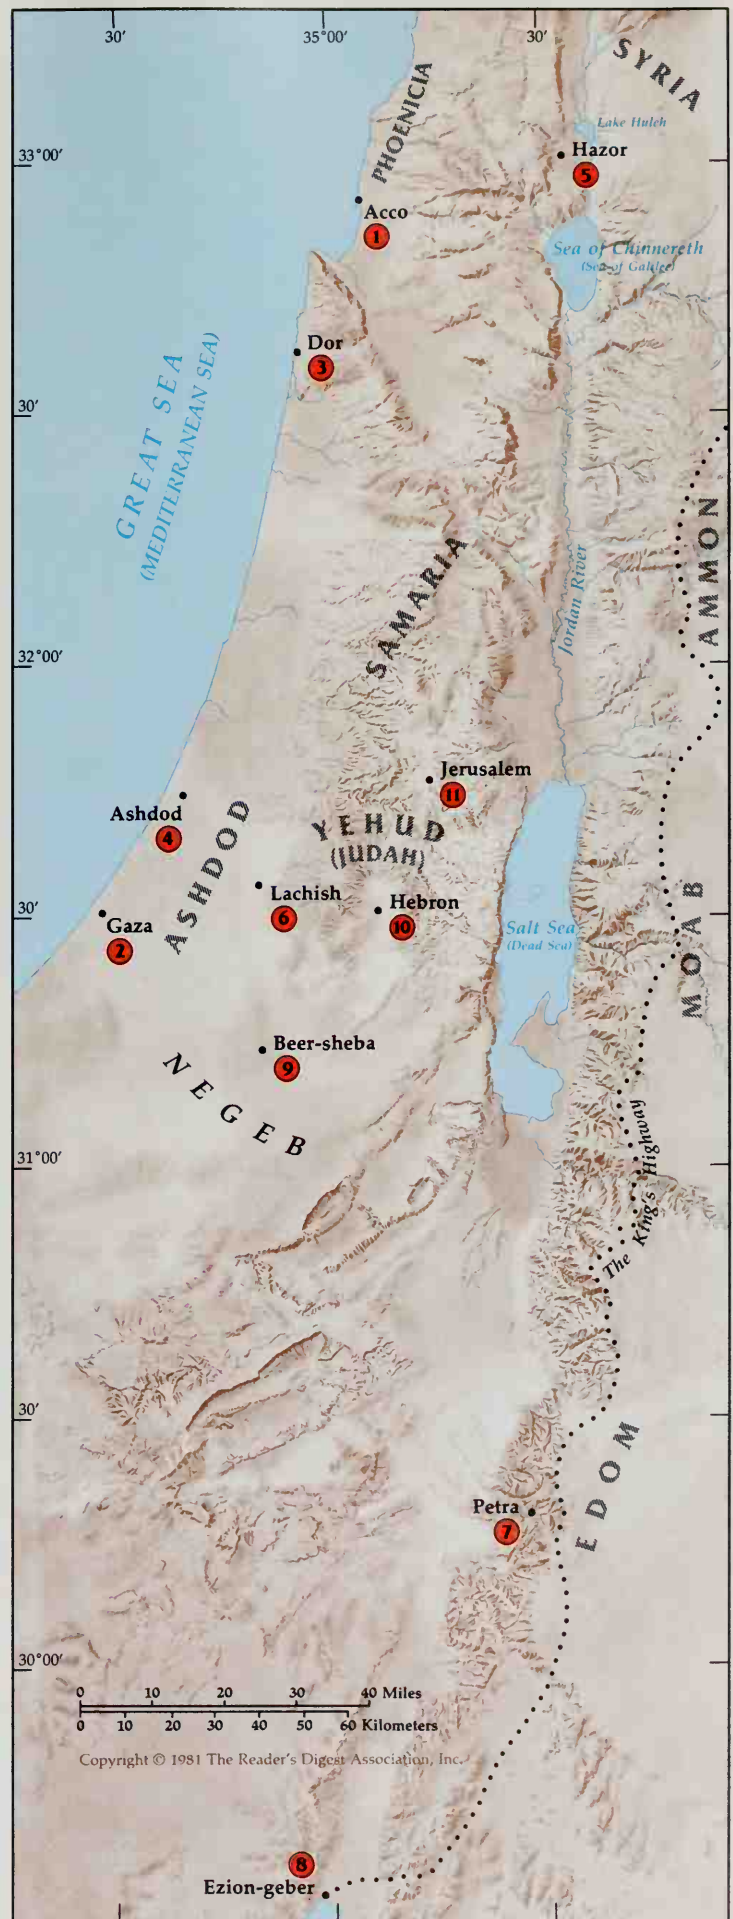 30′
35°00′
30′
SYRIA
PHOENICIA
Lake Huleh
33°00′
Hazor
5
Acco
1
Sea of Chinnereth
(Sea of Galilee)
Dor
3
GREAT SEA
(MEDITERRANEAN SEA)
30′
AMMON
SAMARIA
Jordan River
32°00′
Jerusalem
11
Ashdod
4
ASHDOD
YEHUD
(JUDAH)
Lachish
6
Hebron
10
30′
Gaza
2
Salt Sea
(Dead Sea)
MOAB
Beer-sheba
9
NEGEB
31°00′
The King's Highway
30′
EDOM
Petra
7
30°00′
0 10 20 30 40 Miles
0 10 20 30 40 50 60 Kilometers
Copyright © 1981 The Reader's Digest Association, Inc.
8
Ezion-geber